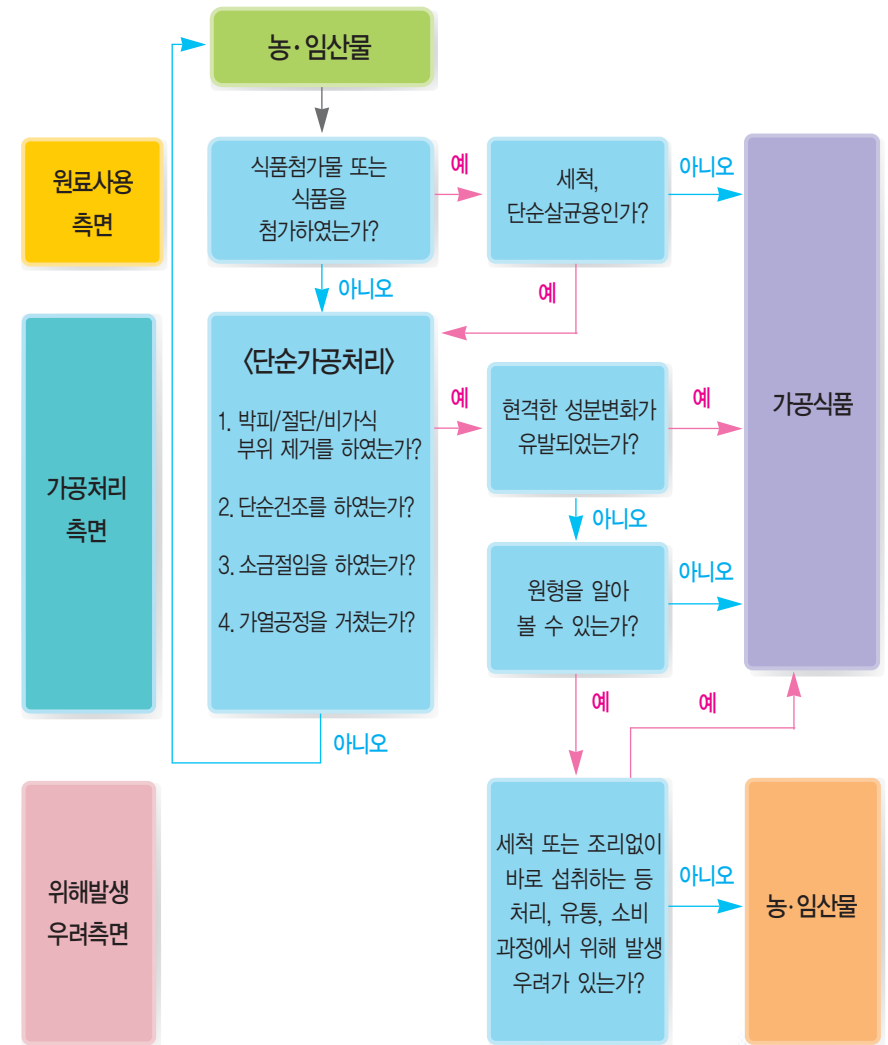 농·임산물
원료사용
측면
식품첨가물 또는
식품을
첨가하였는가?
예
세척,
단순살균용인가?
아니오
가공식품
아니오
예
가공처리
측면
〈단순가공처리〉
1. 박피/절단/비가식
부위 제거를 하였는가?
2. 단순건조를 하였는가?
3. 소금절임을 하였는가?
4. 가열공정을 거쳤는가?
예
현격한 성분변화가
유발되었는가?
예
아니오
원형을 알아
볼 수 있는가?
아니오
예
예
아니오
위해발생
우려측면
세척 또는 조리없이
바로 섭취하는 등
처리, 유통, 소비
과정에서 위해 발생
우려가 있는가?
아니오
농·임산물